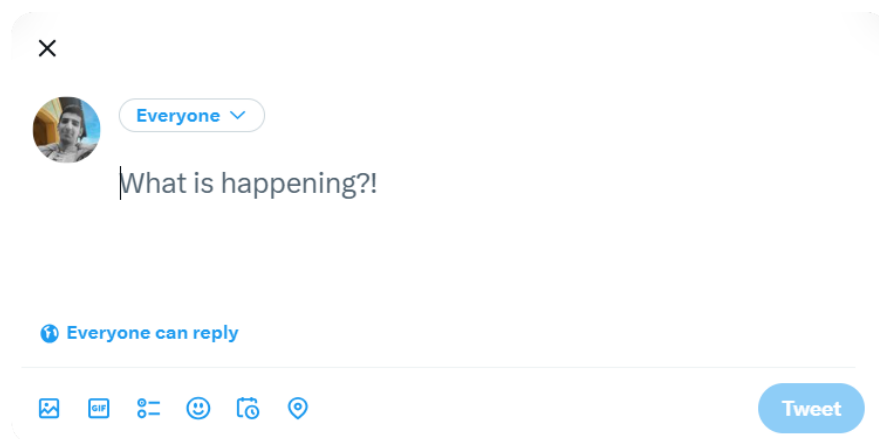 Everyone
What is happening?!
Everyone can reply
GIF
Tweet